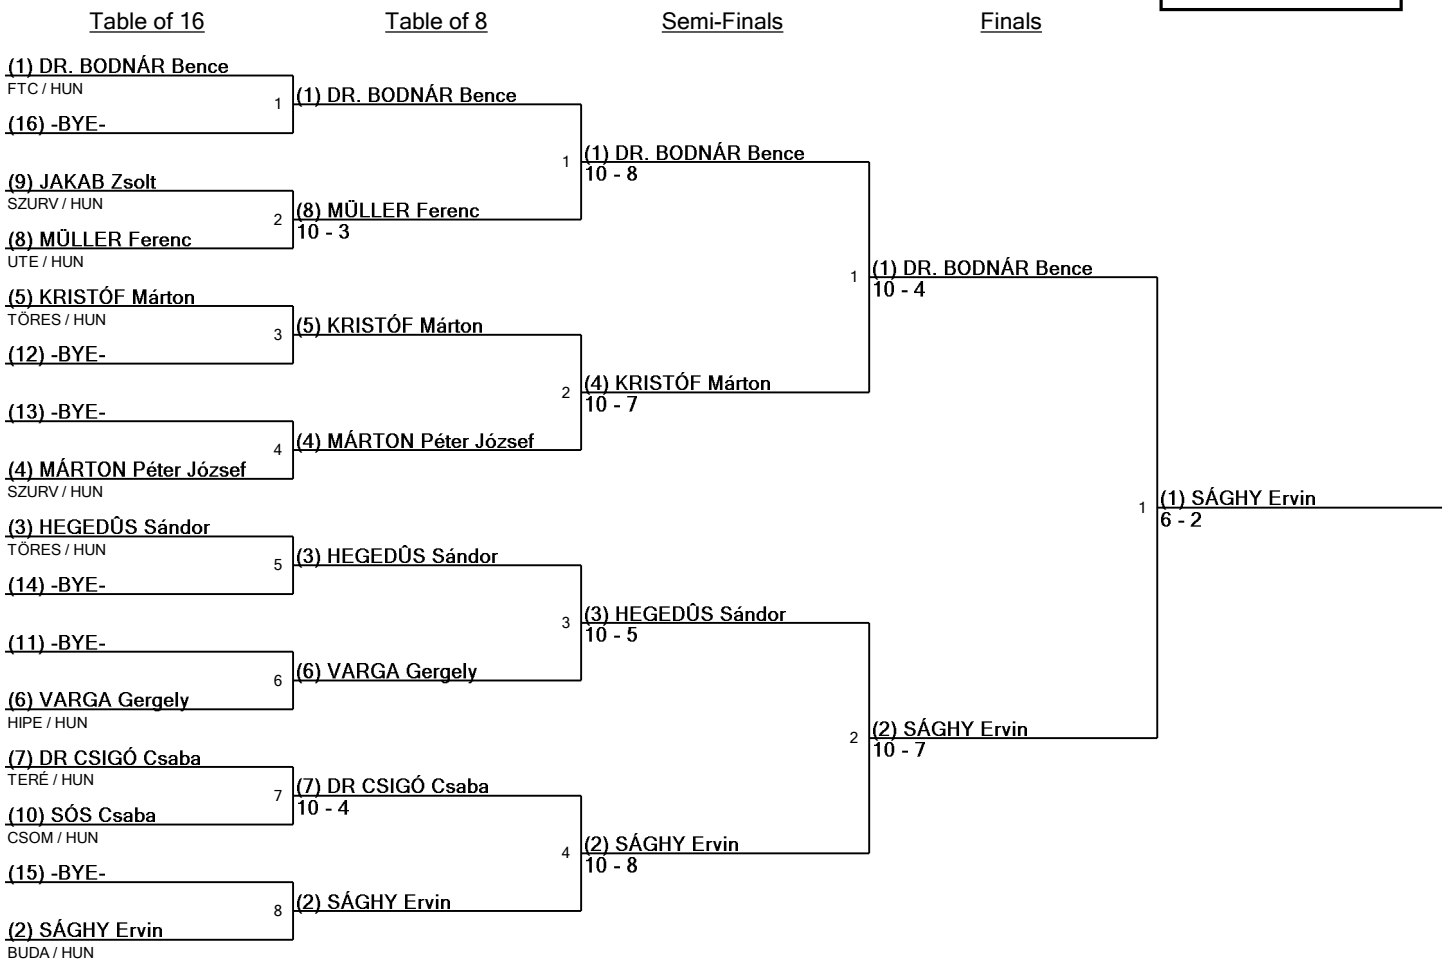 Table of 16
Table of 8
Semi-Finals
Finals
(1) DR. BODNÁR Bence
FTC / HUN
(16) -BYE-
(9) JAKAB Zsolt
SZURV / HUN
(8) MÜLLER Ferenc
UTE / HUN
(5) KRISTÓF Márton
TÖRES / HUN
(12) -BYE-
(13) -BYE-
(4) MÁRTON Péter József
SZURV / HUN
(3) HEGEDÛS Sándor
TÖRES / HUN
(14) -BYE-
(11) -BYE-
(6) VARGA Gergely
HIPE / HUN
(7) DR CSIGÓ Csaba
TERÉ / HUN
(10) SÓS Csaba
CSOM / HUN
(15) -BYE-
(2) SÁGHY Ervin
BUDA / HUN
1
(1) DR. BODNÁR Bence
2
(8) MÜLLER Ferenc
10 - 3
3
(5) KRISTÓF Márton
4
(4) MÁRTON Péter József
5
(3) HEGEDÛS Sándor
6
(6) VARGA Gergely
7
(7) DR CSIGÓ Csaba
10 - 4
8
(2) SÁGHY Ervin
1
(1) DR. BODNÁR Bence
10 - 8
2
(4) KRISTÓF Márton
10 - 7
3
(3) HEGEDÛS Sándor
10 - 5
4
(2) SÁGHY Ervin
10 - 8
1
(1) DR. BODNÁR Bence
10 - 4
2
(2) SÁGHY Ervin
10 - 7
1
(1) SÁGHY Ervin
6 - 2